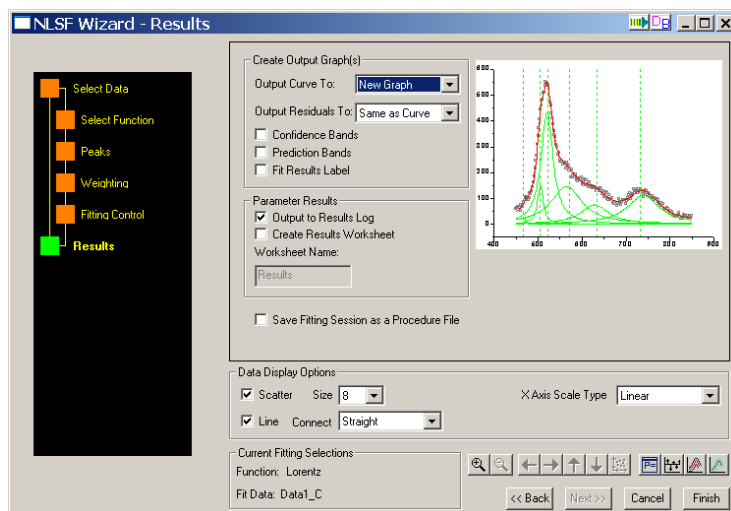 NLSF Wizard - Results
Select Data
Select Function
Peaks
Weighting
Fitting Control
Results
Create Output Graph(s)
Output Curve To: New Graph
Output Residuals To: Same as Curve
Confidence Bands
Prediction Bands
Fit Results Label
Parameter Results
Output to Results Log
Create Results Worksheet
Worksheet Name:
Results
Save Fitting Session as a Procedure File
600
500
400
300
200
100
0
400 500 600 700 800 900
Data Display Options
Scatter Size 8 X Axis Scale Type Linear
Line Connect Straight
Current Fitting Selections
Function: Lorentz
Fit Data: Data1_C
P=
<< Back Next >> Cancel Finish